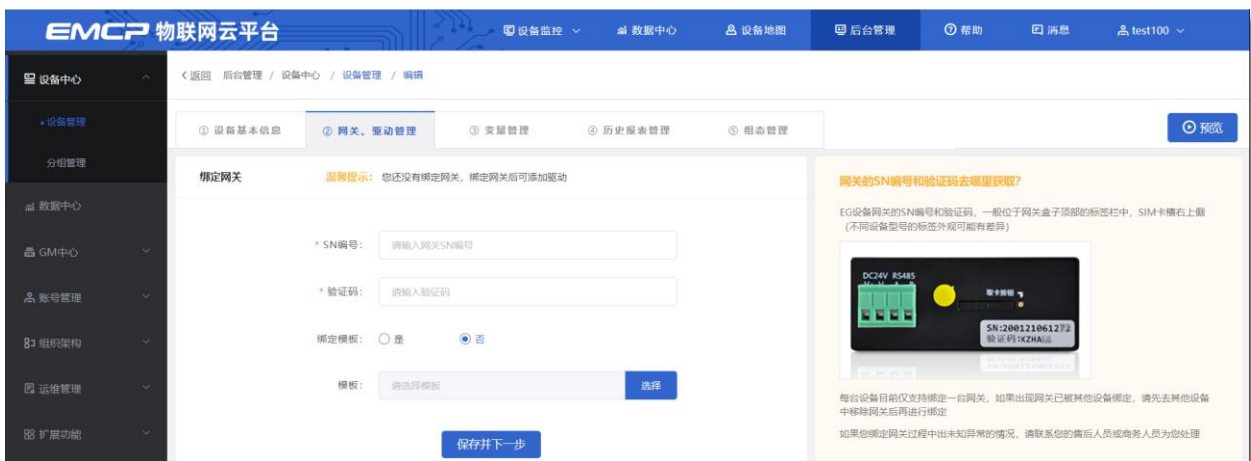 EMCP 物联网云平台
设备监控
数据中心
设备地图
后台管理
帮助
消息
test100
设备中心
返回 后台管理 / 设备中心 / 设备管理 / 编辑
• 设备管理
分组管理
数据中心
GM中心
账号管理
组织架构
运维管理
扩展功能
① 设备基本信息
② 网关、驱动管理
③ 变量管理
④ 历史报表管理
⑤ 组态管理
预览
绑定网关 温馨提示：您还没有绑定网关，绑定网关后可添加驱动
* SN编号： 请输入网关SN编号
* 验证码： 请输入验证码
绑定模板： 是 否
模板： 请选择模板 选择
保存并下一步
网关的SN编号和验证码去哪里获取?
EG设备网关的SN编号和验证码，一般位于网关盒子顶部的标签栏中，SIM卡槽右上侧
（不同设备型号的标签外观可能有差异）
DC24V RS485
取卡按钮
SN:200121061272
验证码:KZHA
每台设备目前仅支持绑定一台网关，如果出现网关已被其他设备绑定，请先去其他设备
中移除网关后再进行绑定
如果您绑定网关过程中出未知异常的情况，请联系您的售后人员或商务人员为您处理